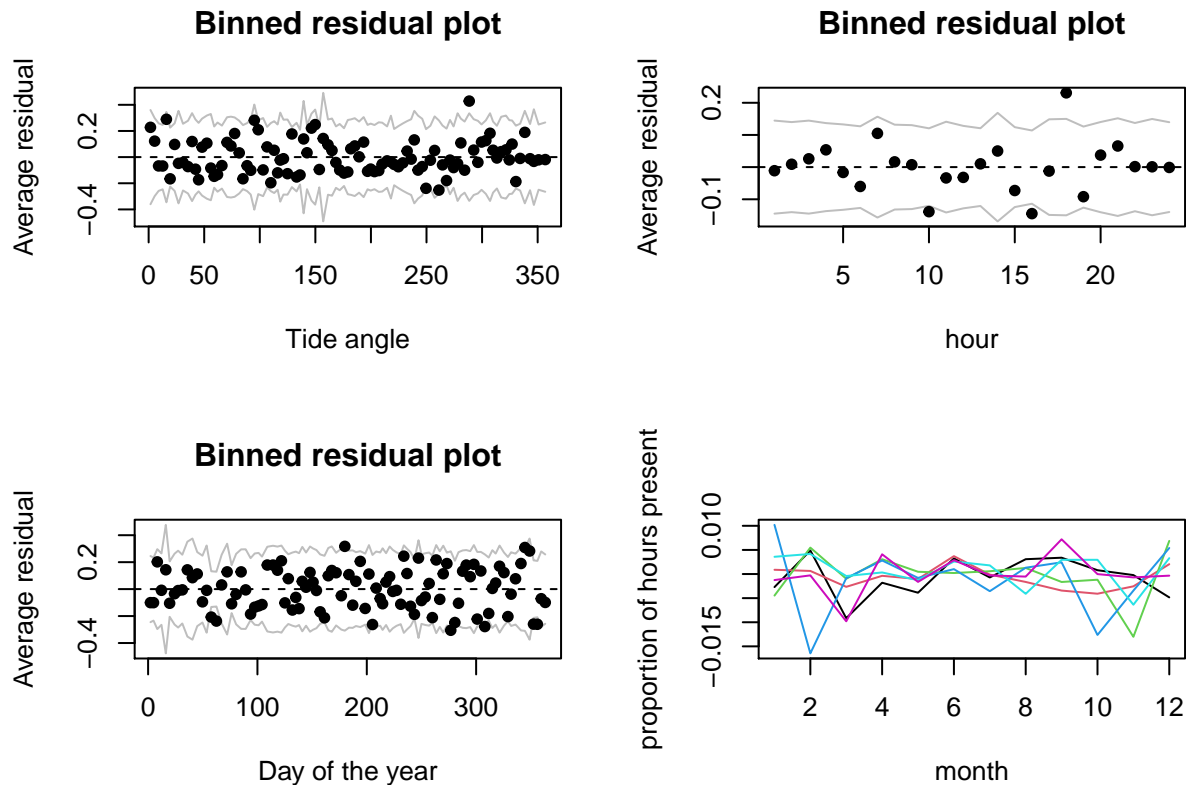 Binned residual plot
Average residual
0.2
−0.4
0 50 150 250 350
Tide angle
Binned residual plot
Average residual
0.2
−0.1
5 10 15 20
hour
Binned residual plot
Average residual
0.2
−0.4
0 100 200 300
Day of the year
proportion of hours present
0.010
−0.015
2 4 6 8 10 12
month